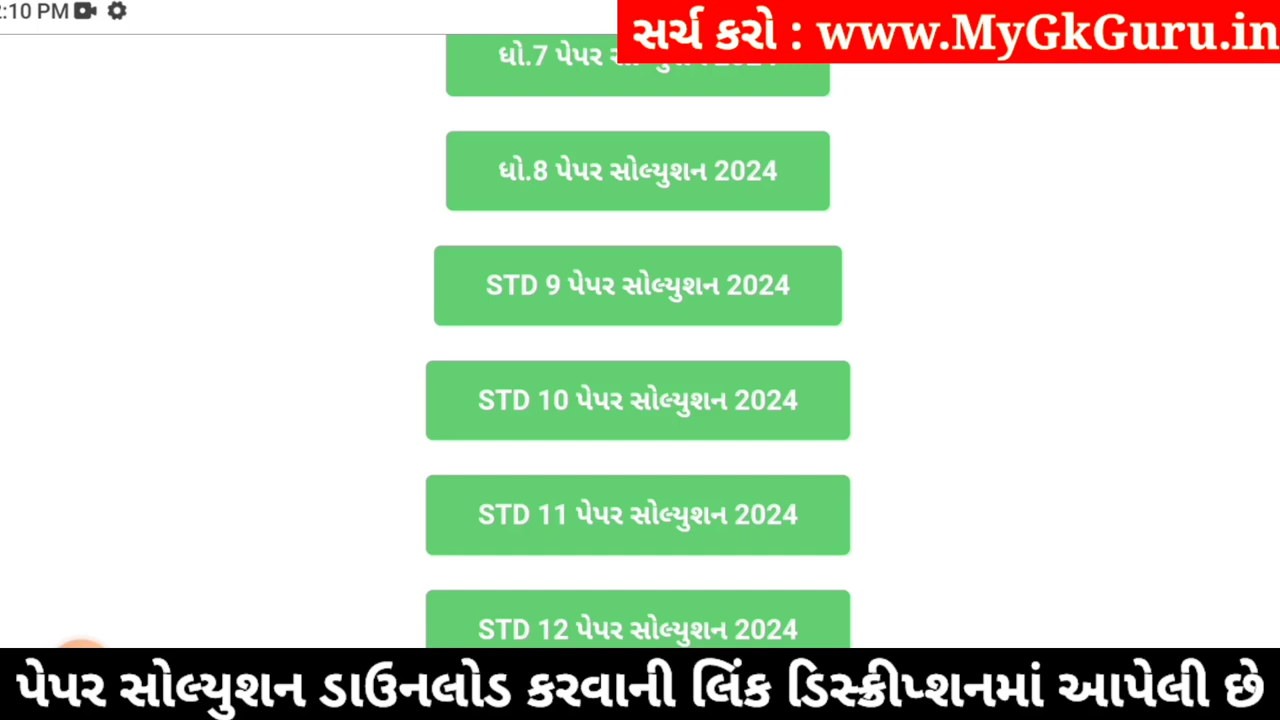 :10 PM
સર્ચ કરો : www.MyGkGuru.in
ધો.7 પેપર
ધો.8 પેપર સોલ્યુશન 2024
STD 9 પેપર સોલ્યુશન 2024
STD 10 પેપર સોલ્યુશન 2024
STD 11 પેપર સોલ્યુશન 2024
STD 12 પેપર સોલ્યુશન 2024
પેપર સોલ્યુશન ડાઉનલોડ કરવાની લિંક ડિસ્ક્રીપ્શનમાં આપેલી છે